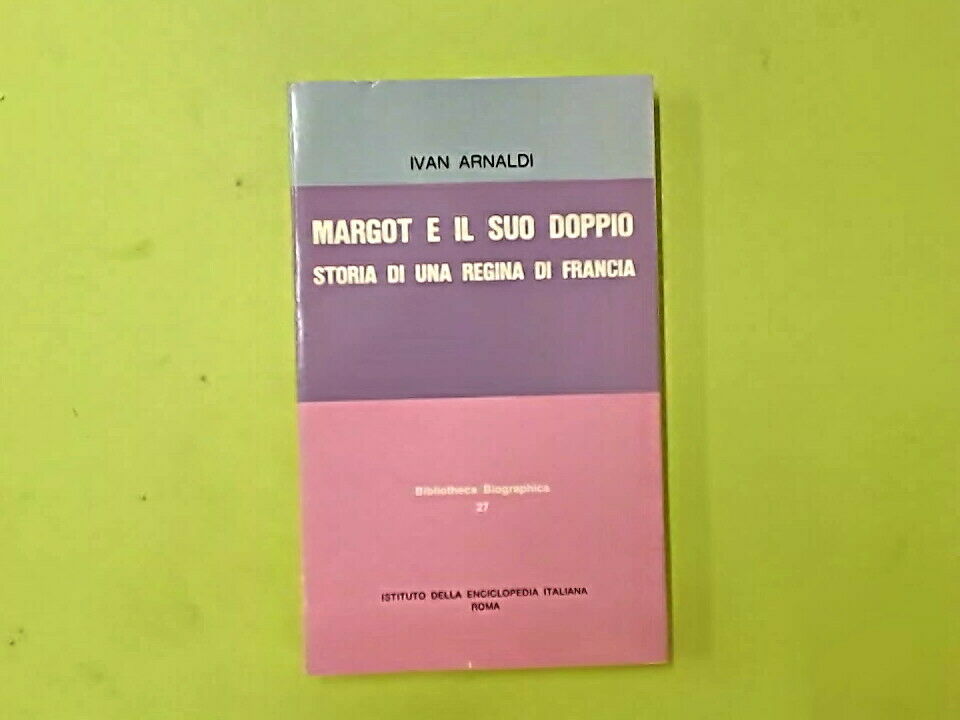 IVAN ARNALDI
MARGOT E IL SUO DOPPIO
STORIA DI UNA REGINA DI FRANCIA
Bibliotheca Biographica
27
ISTITUTO DELLA ENCICLOPEDIA ITALIANA
ROMA